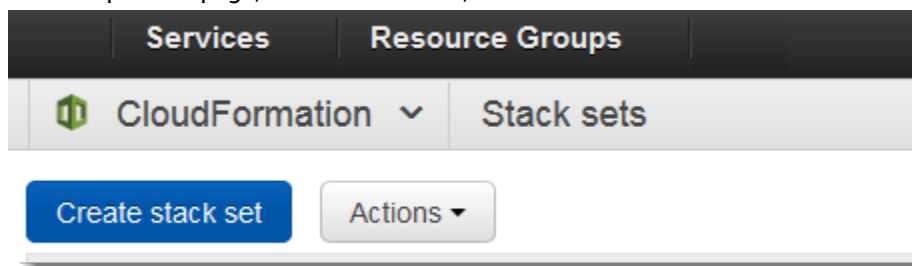 Services Resource Groups
CloudFormation Stack sets
Create stack set Actions